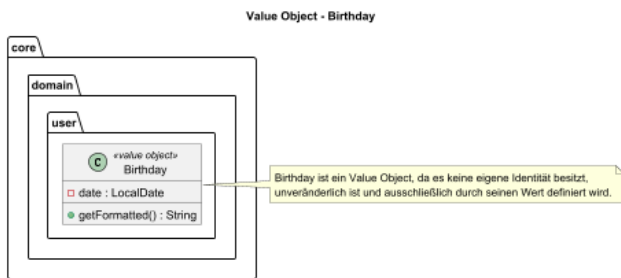 Value Object - Birthday
core
domain
user
C «value object»
Birthday
date : LocalDate
getFormatted() : String
Birthday ist ein Value Object, da es keine eigene Identität besitzt,
unveränderlich ist und ausschließlich durch seinen Wert definiert wird.